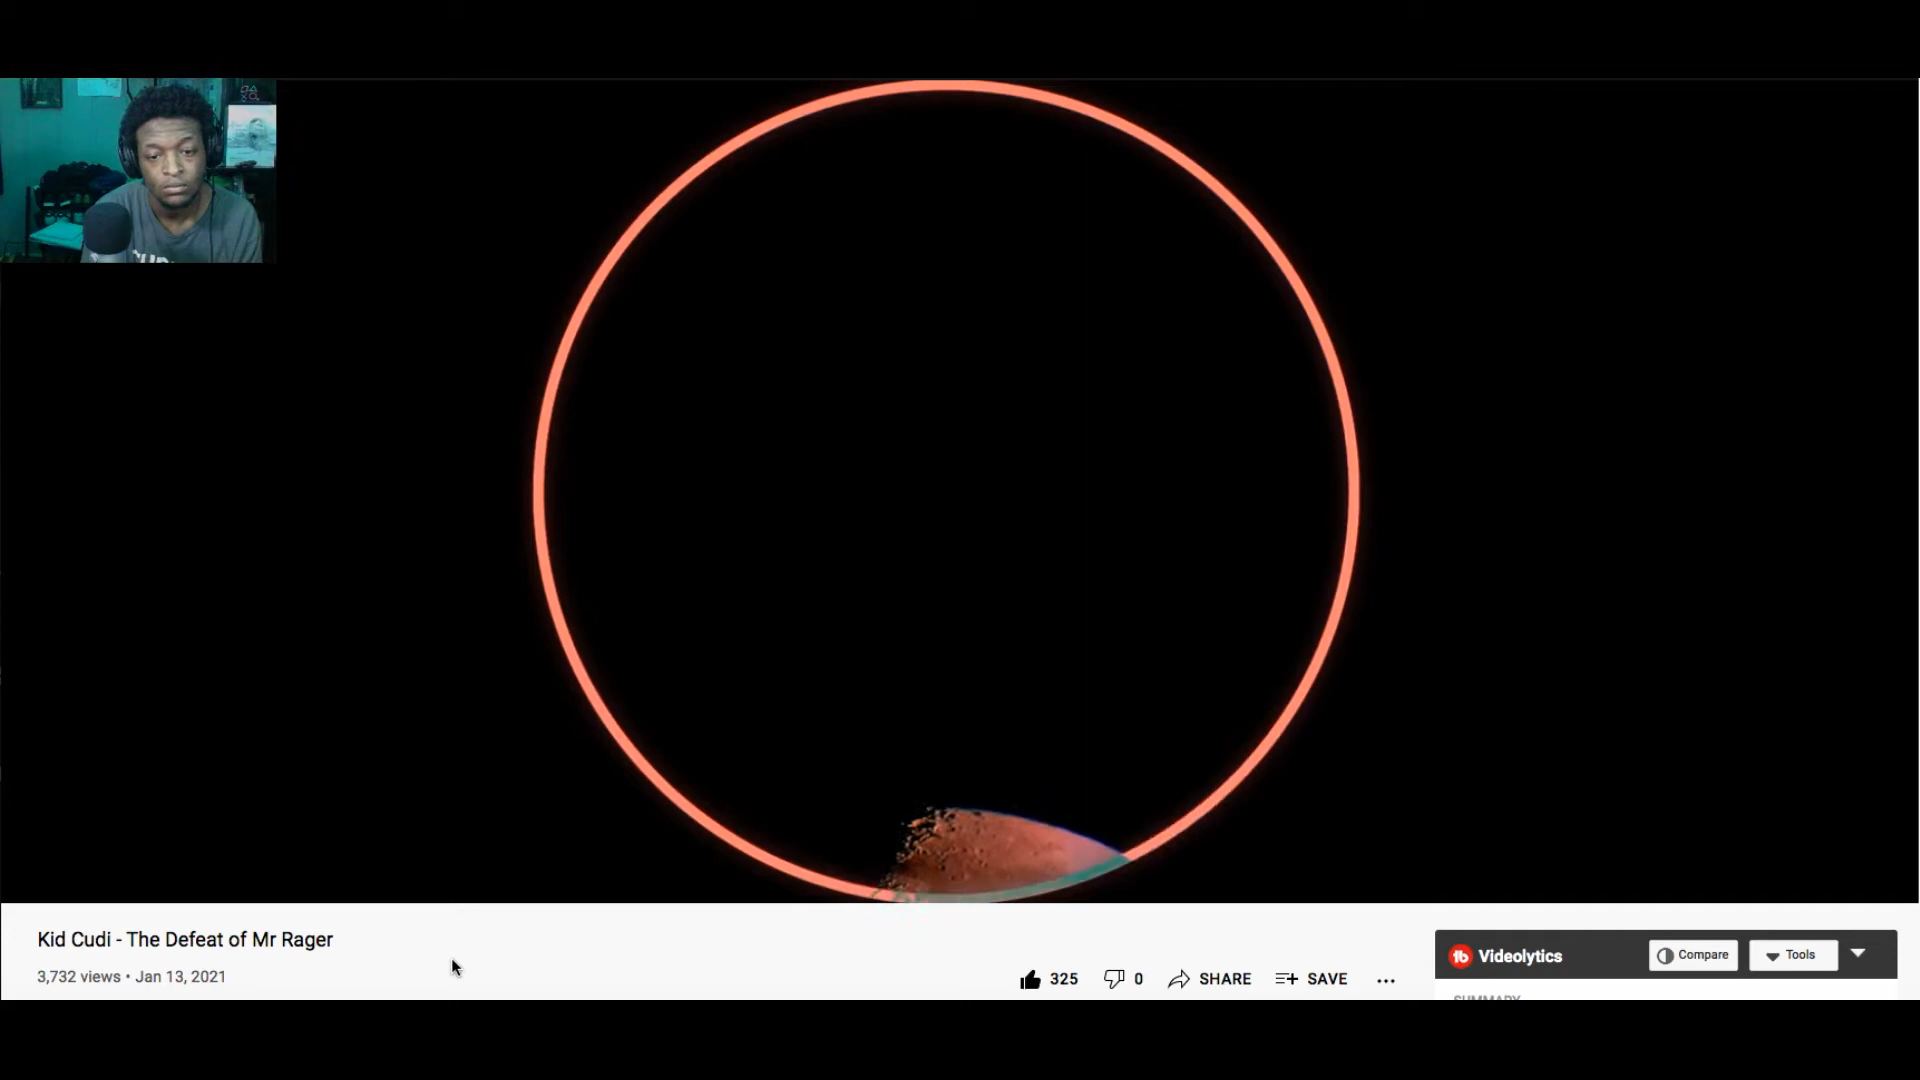 Kid Cudi - The Defeat of Mr Rager
3,732 views • Jan 13, 2021
325
0
SHARE
SAVE
Videolytics
Compare
Tools
SUMMARY